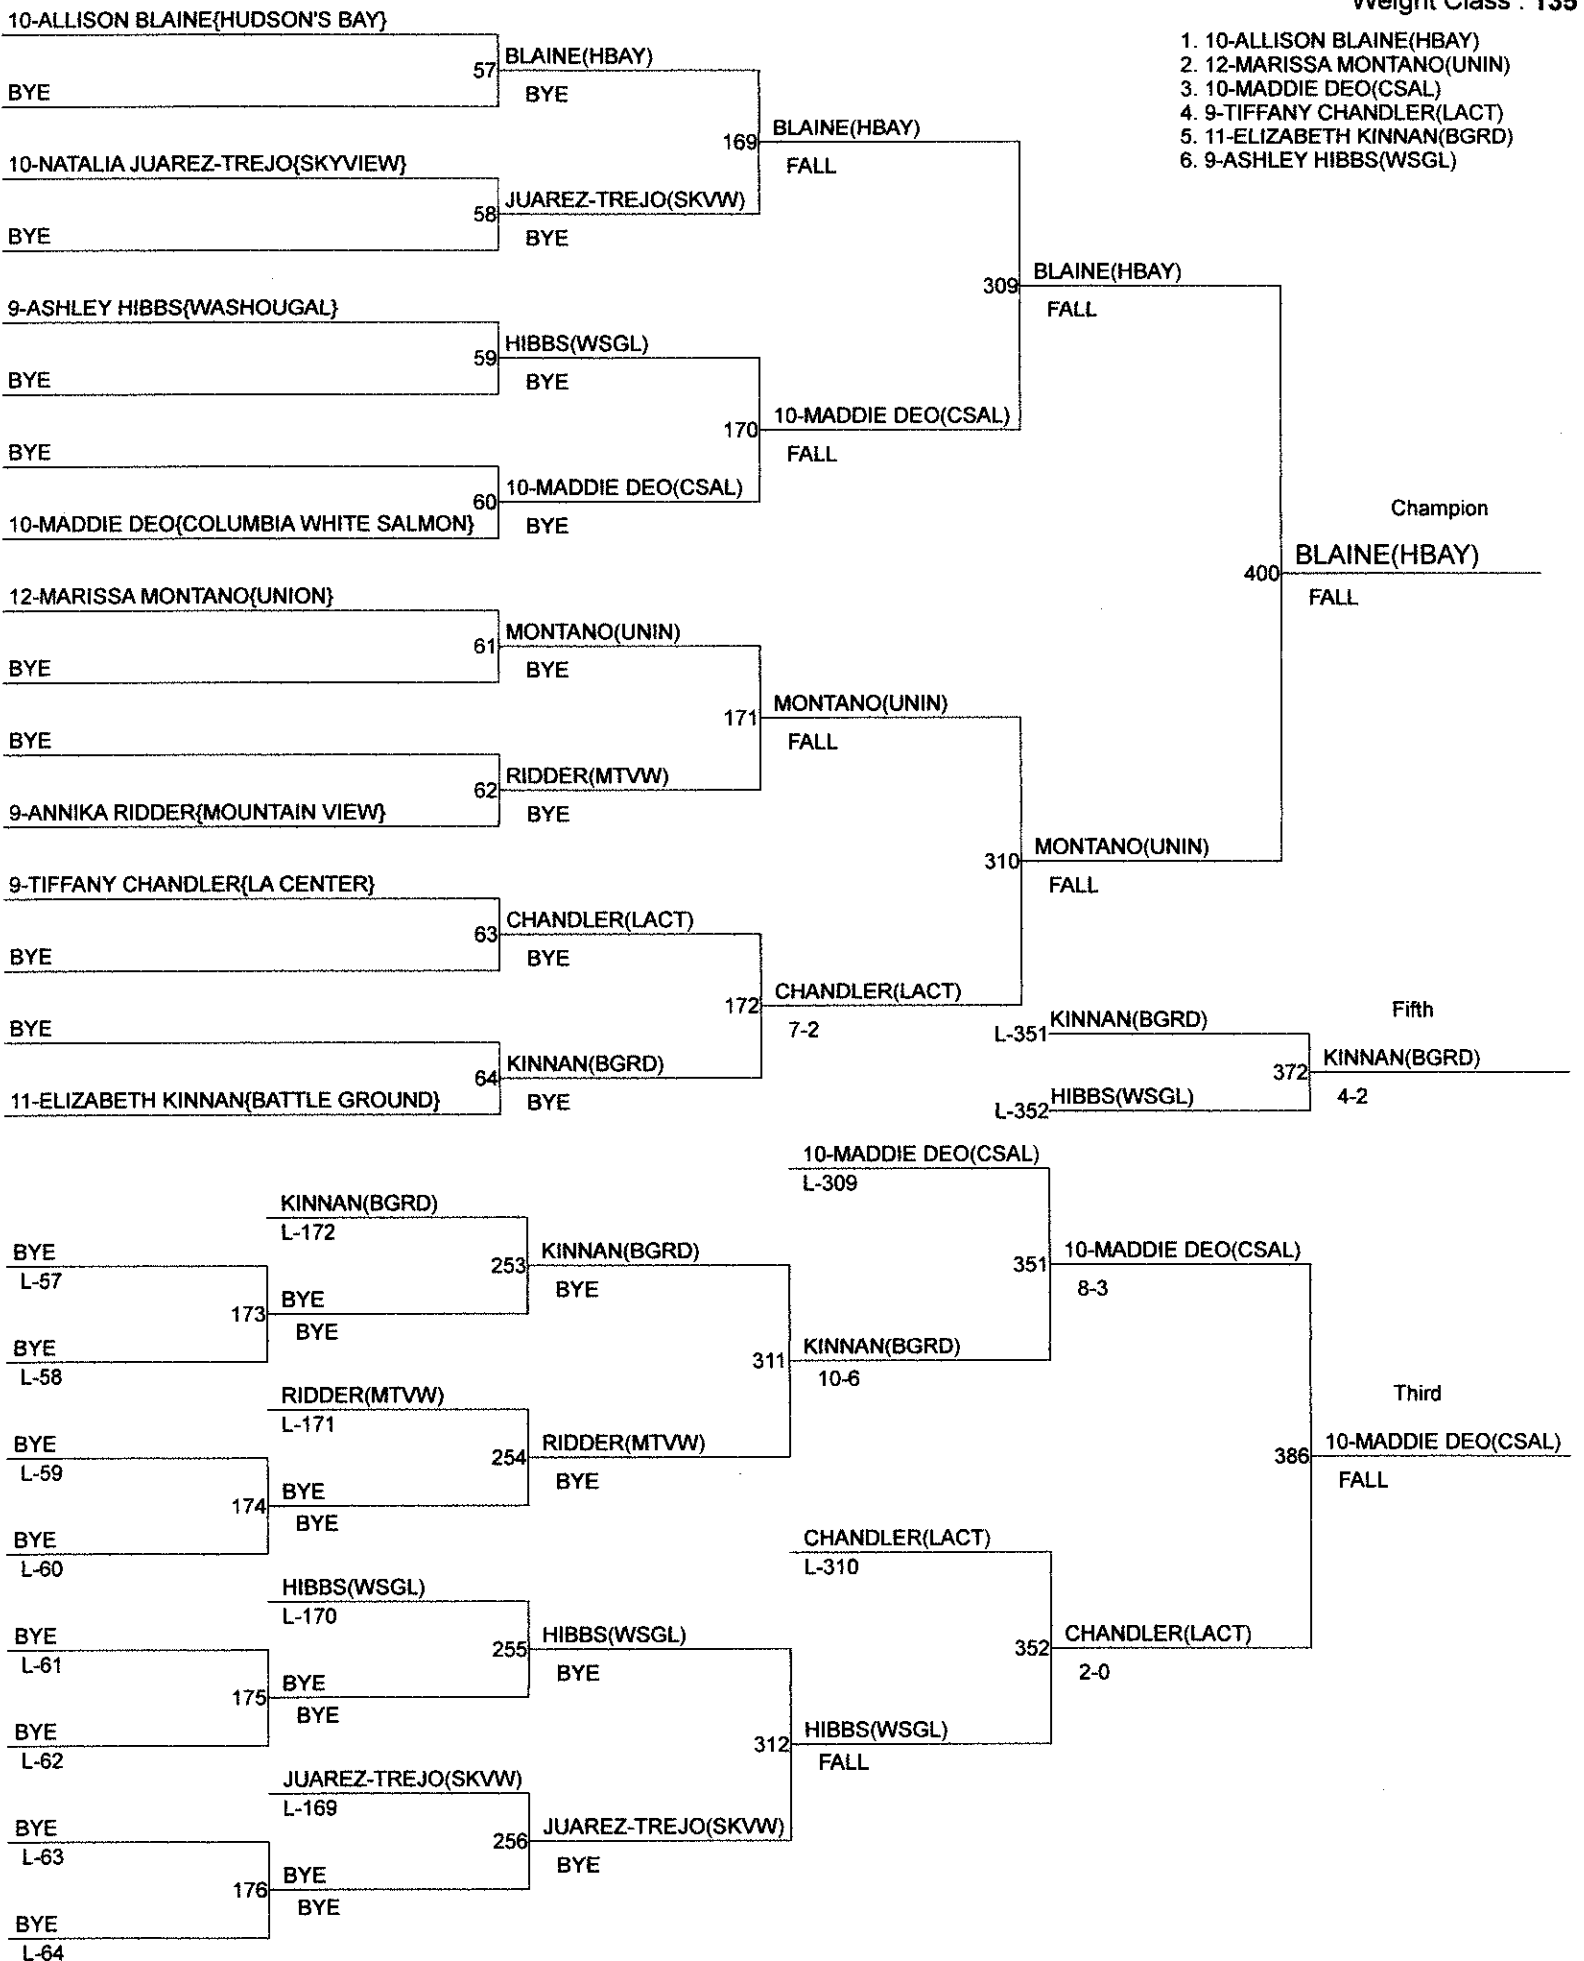 Weight Class : 135
1. 10-ALLISON BLAINE(HBAY)
2. 12-MARISSA MONTANO(UNIN)
3. 10-MADDIE DEO(CSAL)
4. 9-TIFFANY CHANDLER(LACT)
5. 11-ELIZABETH KINNAN(BGRD)
6. 9-ASHLEY HIBBS(WSGL)
10-ALLISON BLAINE{HUDSON'S BAY}
57 BLAINE(HBAY)
BYE
BYE
169 BLAINE(HBAY)
FALL
10-NATALIA JUAREZ-TREJO{SKYVIEW}
58 JUAREZ-TREJO(SKVW)
BYE
BYE
309 BLAINE(HBAY)
FALL
9-ASHLEY HIBBS{WASHOUGAL}
59 HIBBS(WSGL)
BYE
BYE
170 10-MADDIE DEO(CSAL)
FALL
BYE
60 10-MADDIE DEO(CSAL)
10-MADDIE DEO{COLUMBIA WHITE SALMON}
BYE
Champion
400 BLAINE(HBAY)
FALL
12-MARISSA MONTANO{UNION}
61 MONTANO(UNIN)
BYE
BYE
171 MONTANO(UNIN)
FALL
BYE
62 RIDDER(MTVW)
9-ANNIKA RIDDER{MOUNTAIN VIEW}
BYE
310 MONTANO(UNIN)
FALL
9-TIFFANY CHANDLER{LA CENTER}
63 CHANDLER(LACT)
BYE
BYE
172 CHANDLER(LACT)
7-2
BYE
64 KINNAN(BGRD)
11-ELIZABETH KINNAN{BATTLE GROUND}
BYE
Fifth
L-351 KINNAN(BGRD)
372 KINNAN(BGRD)
4-2
L-352 HIBBS(WSGL)
10-MADDIE DEO(CSAL)
L-309
KINNAN(BGRD)
L-172
BYE
L-57
253 KINNAN(BGRD)
BYE
351 10-MADDIE DEO(CSAL)
8-3
173 BYE
BYE
BYE
L-58
311 KINNAN(BGRD)
10-6
RIDDER(MTVW)
L-171
Third
BYE
L-59
254 RIDDER(MTVW)
BYE
386 10-MADDIE DEO(CSAL)
FALL
174 BYE
BYE
BYE
L-60
CHANDLER(LACT)
L-310
HIBBS(WSGL)
L-170
BYE
L-61
255 HIBBS(WSGL)
BYE
352 CHANDLER(LACT)
2-0
175 BYE
BYE
BYE
L-62
312 HIBBS(WSGL)
FALL
JUAREZ-TREJO(SKVW)
L-169
BYE
L-63
256 JUAREZ-TREJO(SKVW)
BYE
176 BYE
BYE
BYE
L-64